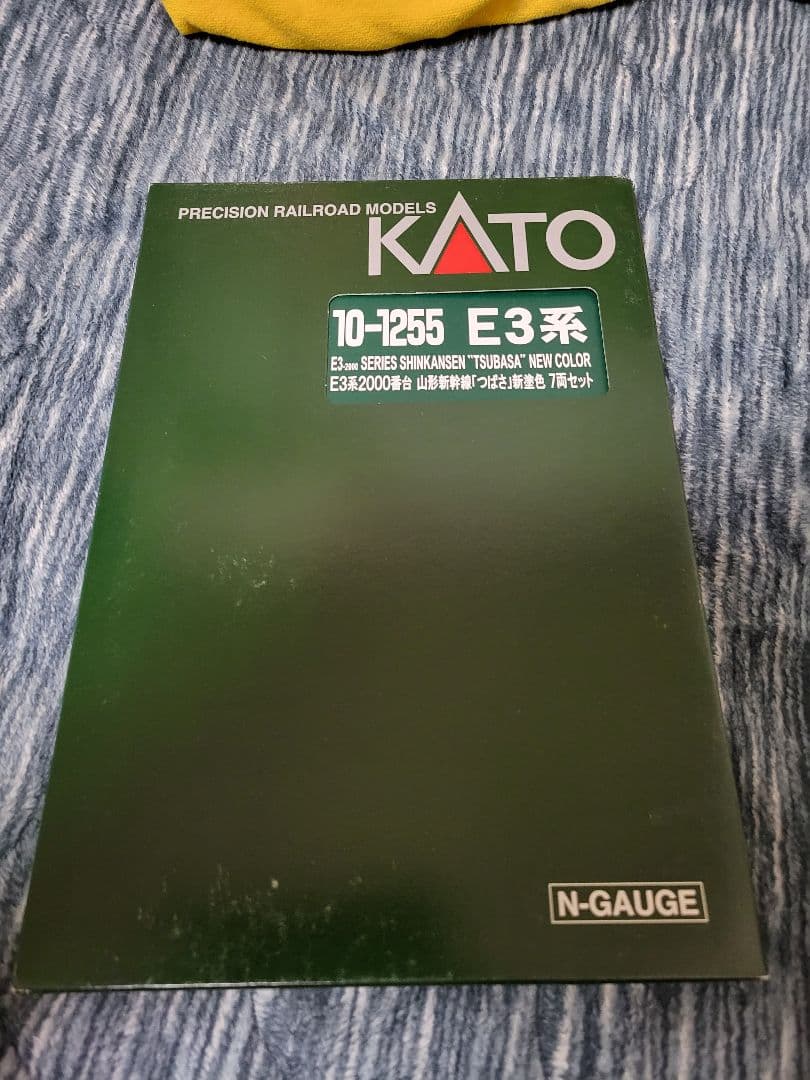 PRECISION RAILROAD MODELS
KATO
10-1255 E3系
E3-2000 SERIES SHINKANSEN "TSUBASA" NEW COLOR
E3系2000番台 山形新幹線「つばさ」新塗色 7両セット
N-GAUGE